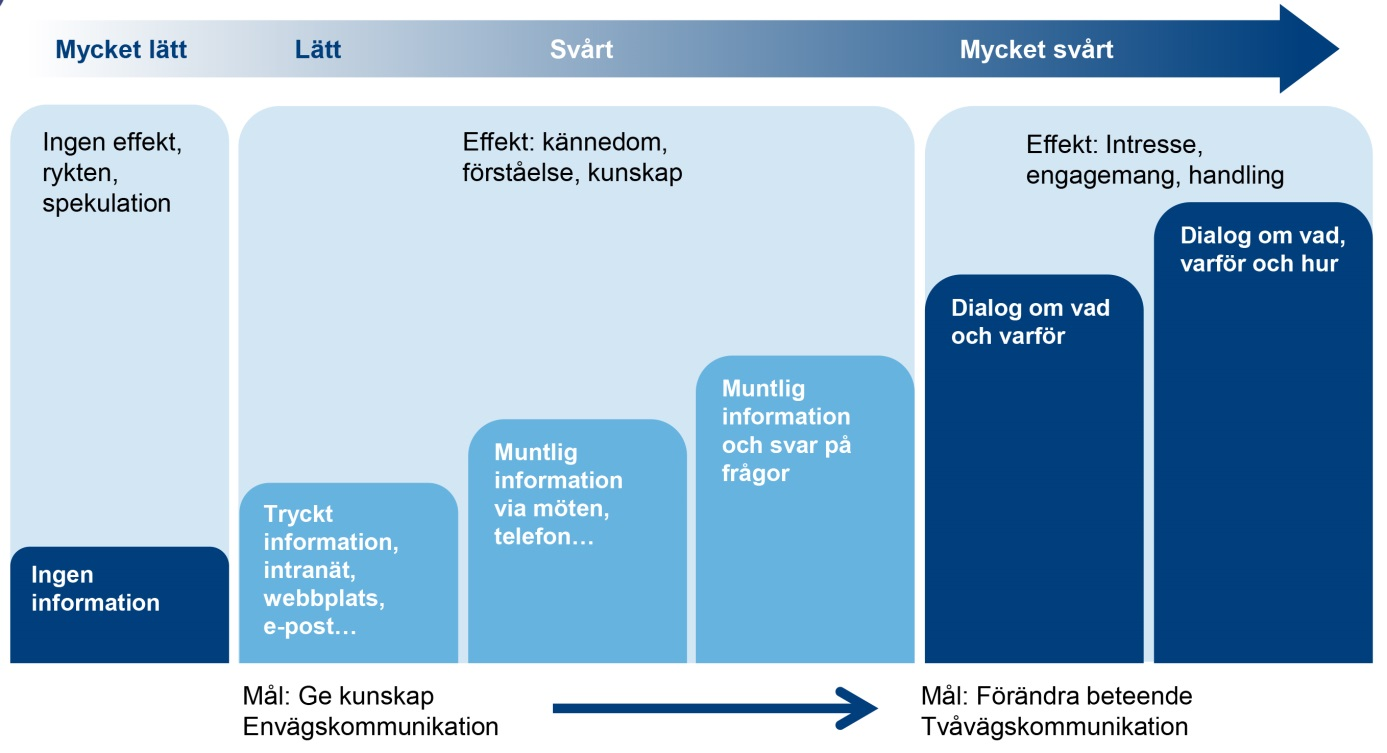 Mycket lätt
Lätt
Svårt
Mycket svårt
Ingen effekt,
rykten,
spekulation
Effekt: kännedom,
förståelse, kunskap
Effekt: Intresse,
engagemang, handling
Ingen
information
Tryckt
information,
intranät,
webbplats,
e-post…
Muntlig
information
via möten,
telefon…
Muntlig
information
och svar på
frågor
Dialog om vad
och varför
Dialog om vad,
varför och hur
Mål: Ge kunskap
Envägskommunikation
Mål: Förändra beteende
Tvåvägskommunikation